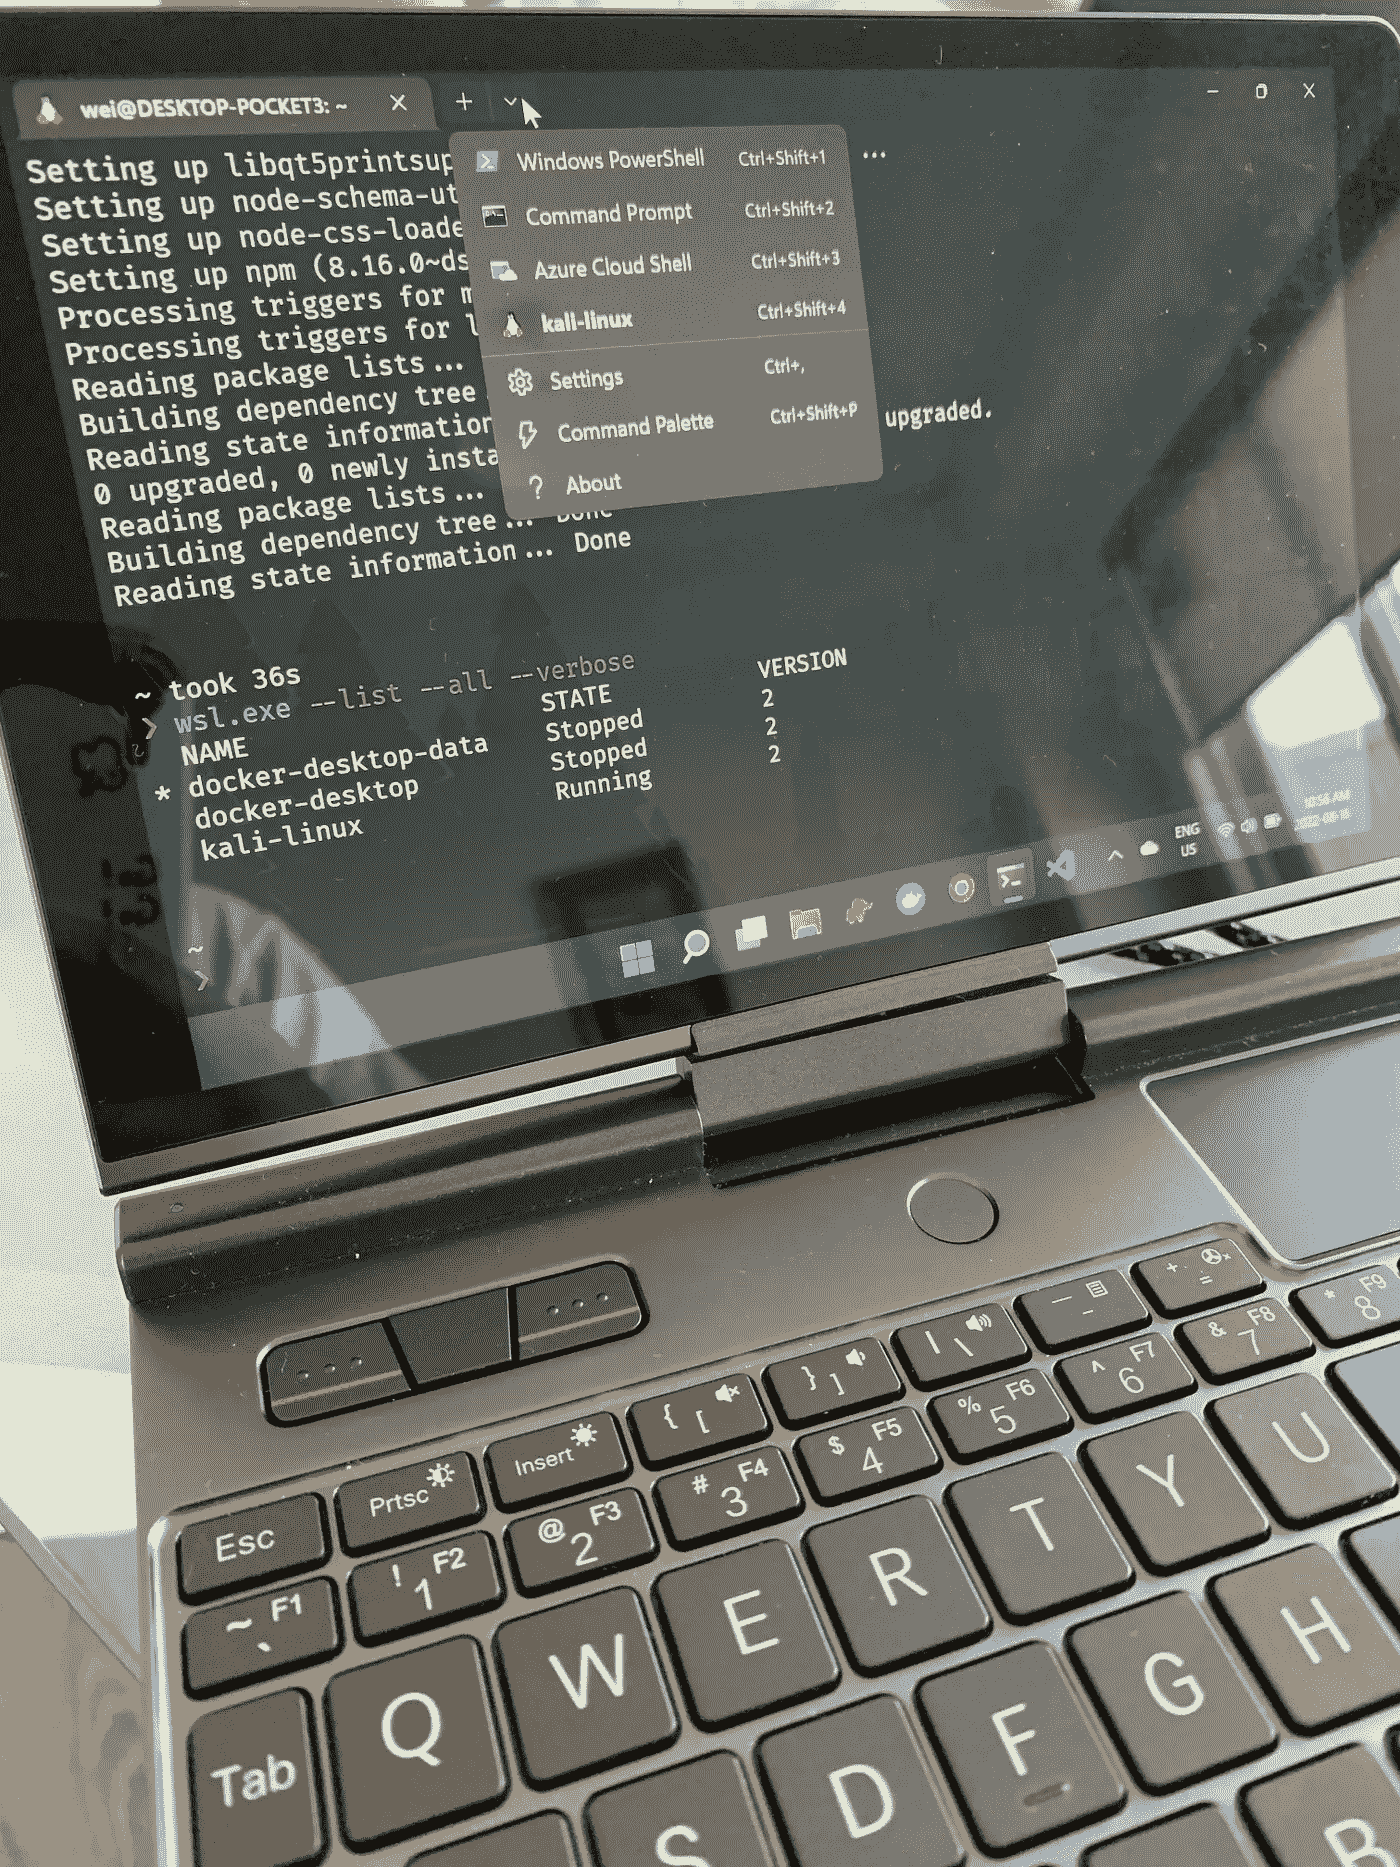 wei@DESKTOP-POCKET3: ~
Setting up libqt5printsup
Setting up node-schema-ut
Setting up node-css-loade
Setting up npm (8.16.0~ds
Processing triggers for m
Processing triggers for l
Reading package lists...
Building dependency tree
Reading state information
0 upgraded, 0 newly insta
upgraded.
Reading package lists...
Building dependency tree... Done
Reading state information... Done
Windows PowerShell Ctrl+Shift+1
...
Command Prompt Ctrl+Shift+2
Azure Cloud Shell Ctrl+Shift+3
kali-linux Ctrl+Shift+4
Settings Ctrl+,
Command Palette Ctrl+Shift+P
? About
~ took 36s
❯ wsl.exe --list --all --verbose
NAME STATE VERSION
* docker-desktop-data Stopped 2
docker-desktop Stopped 2
kali-linux Running 2
~
❯
ENG
US
10:56 AM
Esc
Prtsc
Insert
{ [
} ]
| \
— -
+ =
~ ` F1
! 1 F2
@ 2 F3
# 3 F4
$ 4 F5
% 5 F6
^ 6 F7
& 7 F8
* 8 F9
Tab Q W E R T Y U
S D F G H
B